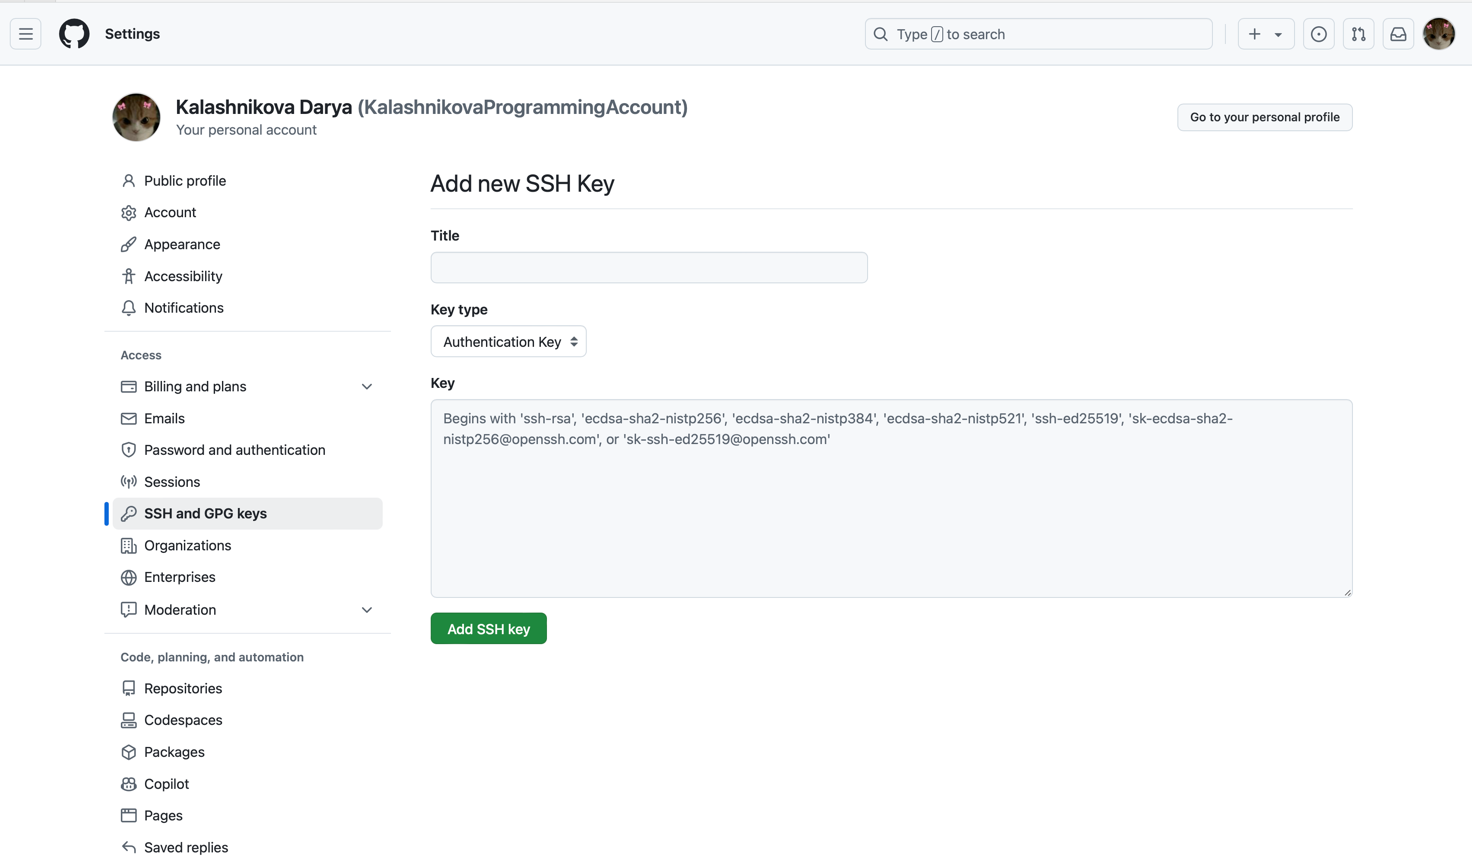 Settings
Type / to search
Kalashnikova Darya (KalashnikovaProgrammingAccount)
Your personal account
Go to your personal profile
Public profile
Account
Appearance
Accessibility
Notifications
Access
Billing and plans
Emails
Password and authentication
Sessions
SSH and GPG keys
Organizations
Enterprises
Moderation
Code, planning, and automation
Repositories
Codespaces
Packages
Copilot
Pages
Saved replies
Add new SSH Key
Title
Key type
Authentication Key
Key
Begins with 'ssh-rsa', 'ecdsa-sha2-nistp256', 'ecdsa-sha2-nistp384', 'ecdsa-sha2-nistp521', 'ssh-ed25519', 'sk-ecdsa-sha2-
nistp256@openssh.com', or 'sk-ssh-ed25519@openssh.com'
Add SSH key